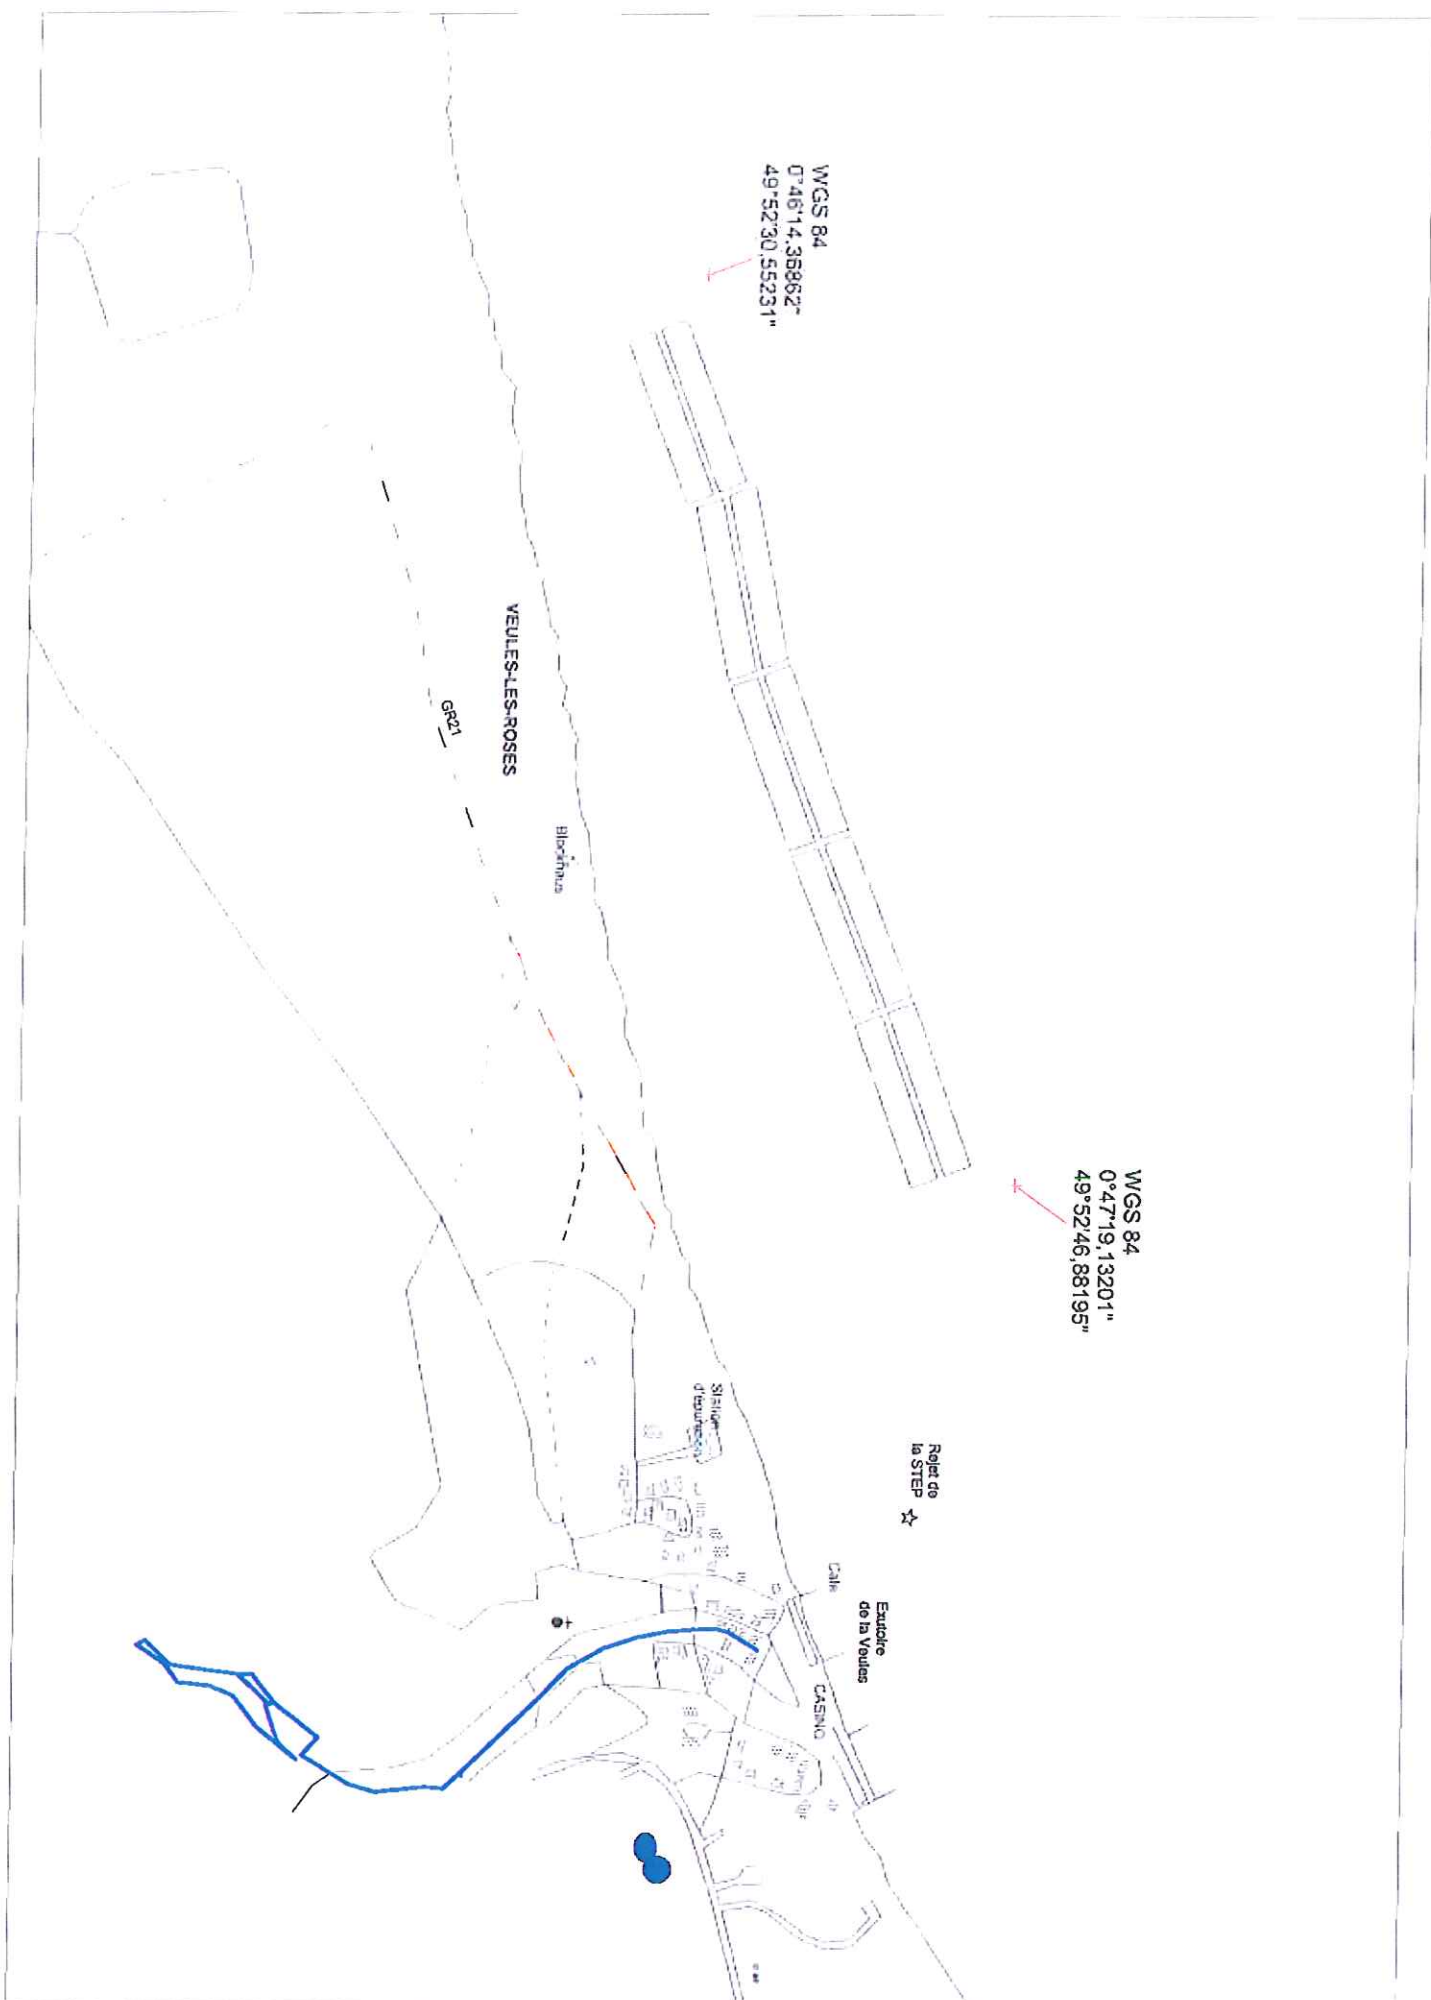 WGS 84
0°46'14,36862"
49°52'30,55231"
WGS 84
0°47'19,13201"
49°52'46,88195"
VEULES-LES-ROSES
GR21
Blockhaus
Station
d'épuration
Rejet de
la STEP
Cale
Exutoire
de la Veules
CASINO